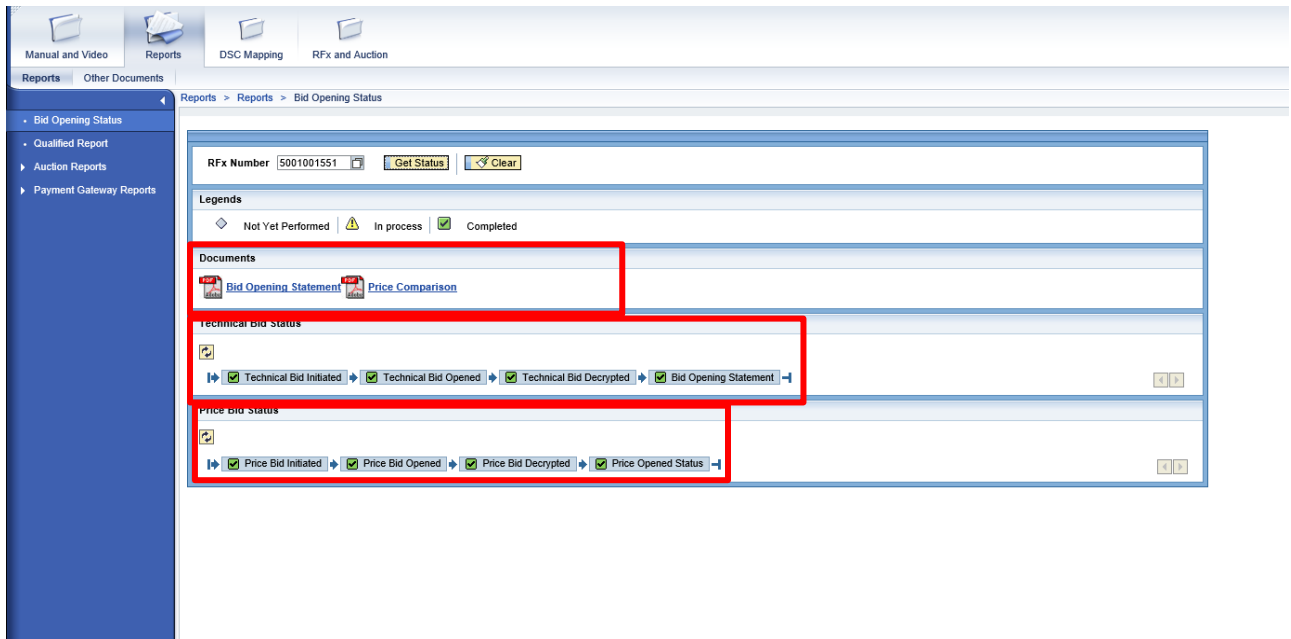 Manual and Video Reports DSC Mapping RFx and Auction
Reports Other Documents
Reports > Reports > Bid Opening Status
Bid Opening Status
Qualified Report
Auction Reports
Payment Gateway Reports
RFx Number 5001001551 Get Status Clear
Legends
Not Yet Performed In process Completed
Documents
PDF Adobe Bid Opening Statement PDF Adobe Price Comparison
Technical Bid Status
Technical Bid Initiated Technical Bid Opened Technical Bid Decrypted Bid Opening Statement
Price Bid Status
Price Bid Initiated Price Bid Opened Price Bid Decrypted Price Opened Status